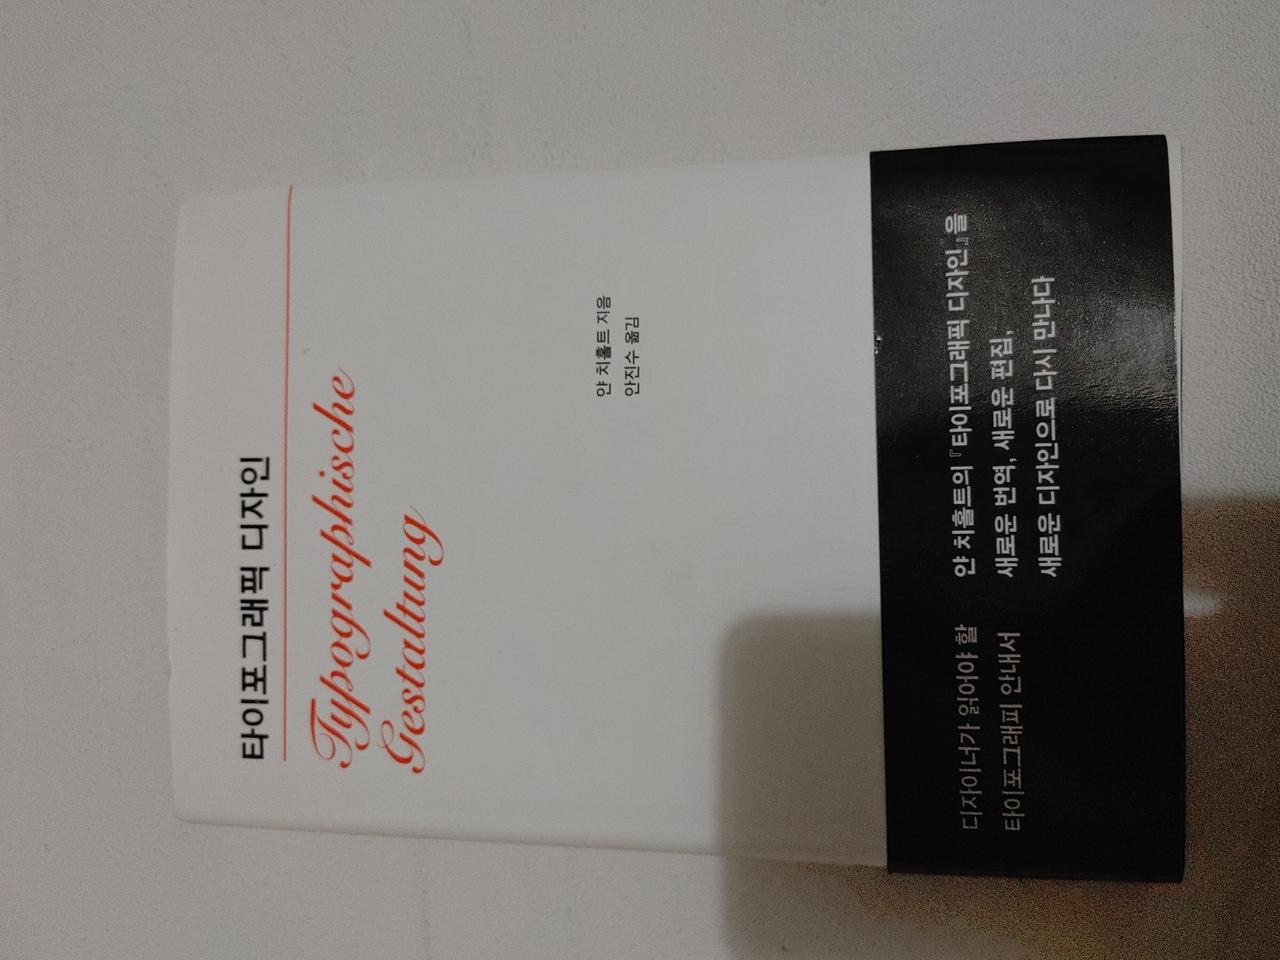 타이포그래픽 디자인
Typographische
Gestaltung
얀 치홀트 지음
안진수 옮김
디자이너가 읽어야 할
타이포그래피 안내서
얀 치홀트의 『타이포그래픽 디자인』을
새로운 번역, 새로운 편집,
새로운 디자인으로 다시 만나다